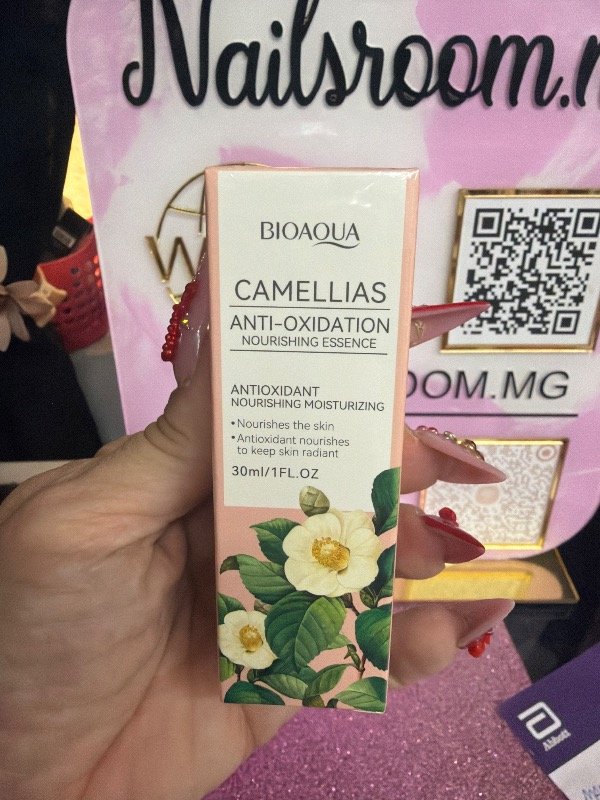 Nailsroom.m
BIOAQUA
CAMELLIAS
ANTI-OXIDATION
NOURISHING ESSENCE
ANTIOXIDANT
NOURISHING MOISTURIZING
•Nourishes the skin
•Antioxidant nourishes
to keep skin radiant
30ml/1FL.OZ
OOM.MG
Abbott